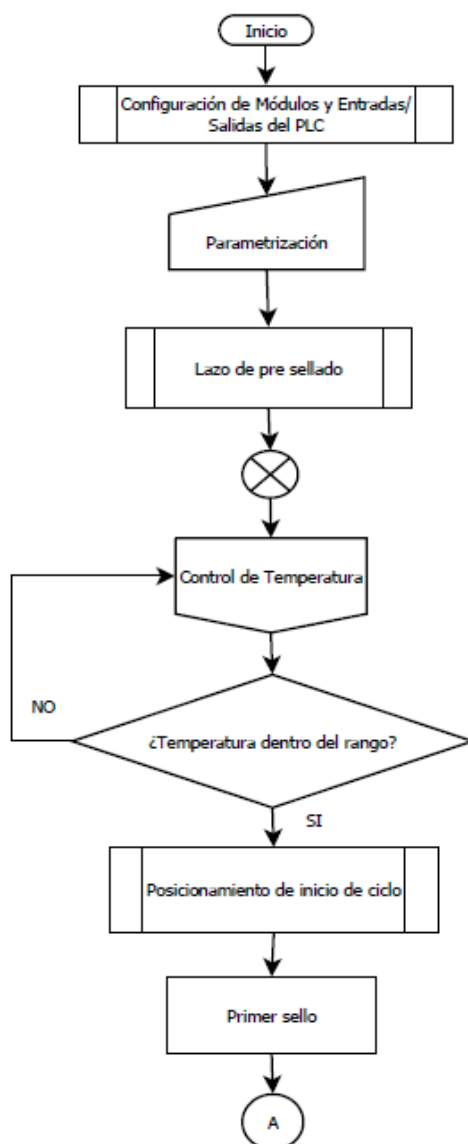 Inicio
Configuración de Módulos y Entradas/
Salidas del PLC
Parametrización
Lazo de pre sellado
Control de Temperatura
NO
¿Temperatura dentro del rango?
SI
Posicionamiento de inicio de ciclo
Primer sello
A